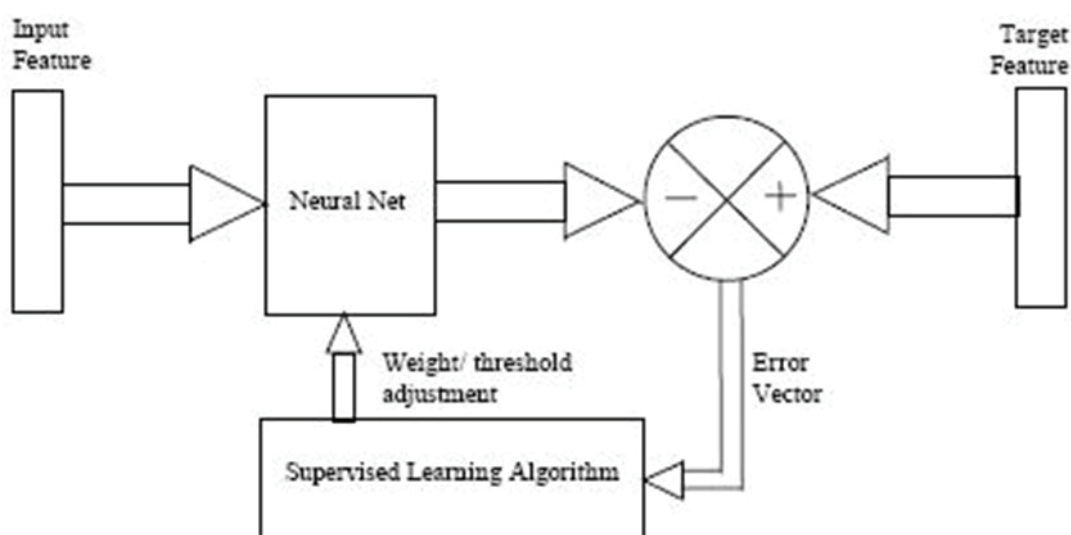 Input
Feature
Target
Feature
Neural Net
− +
Weight/ threshold
adjustment
Error
Vector
Supervised Learning Algorithm